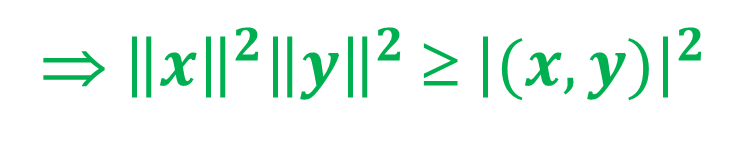 ⇒ ‖x‖²‖y‖² ≥ |(x, y)|²